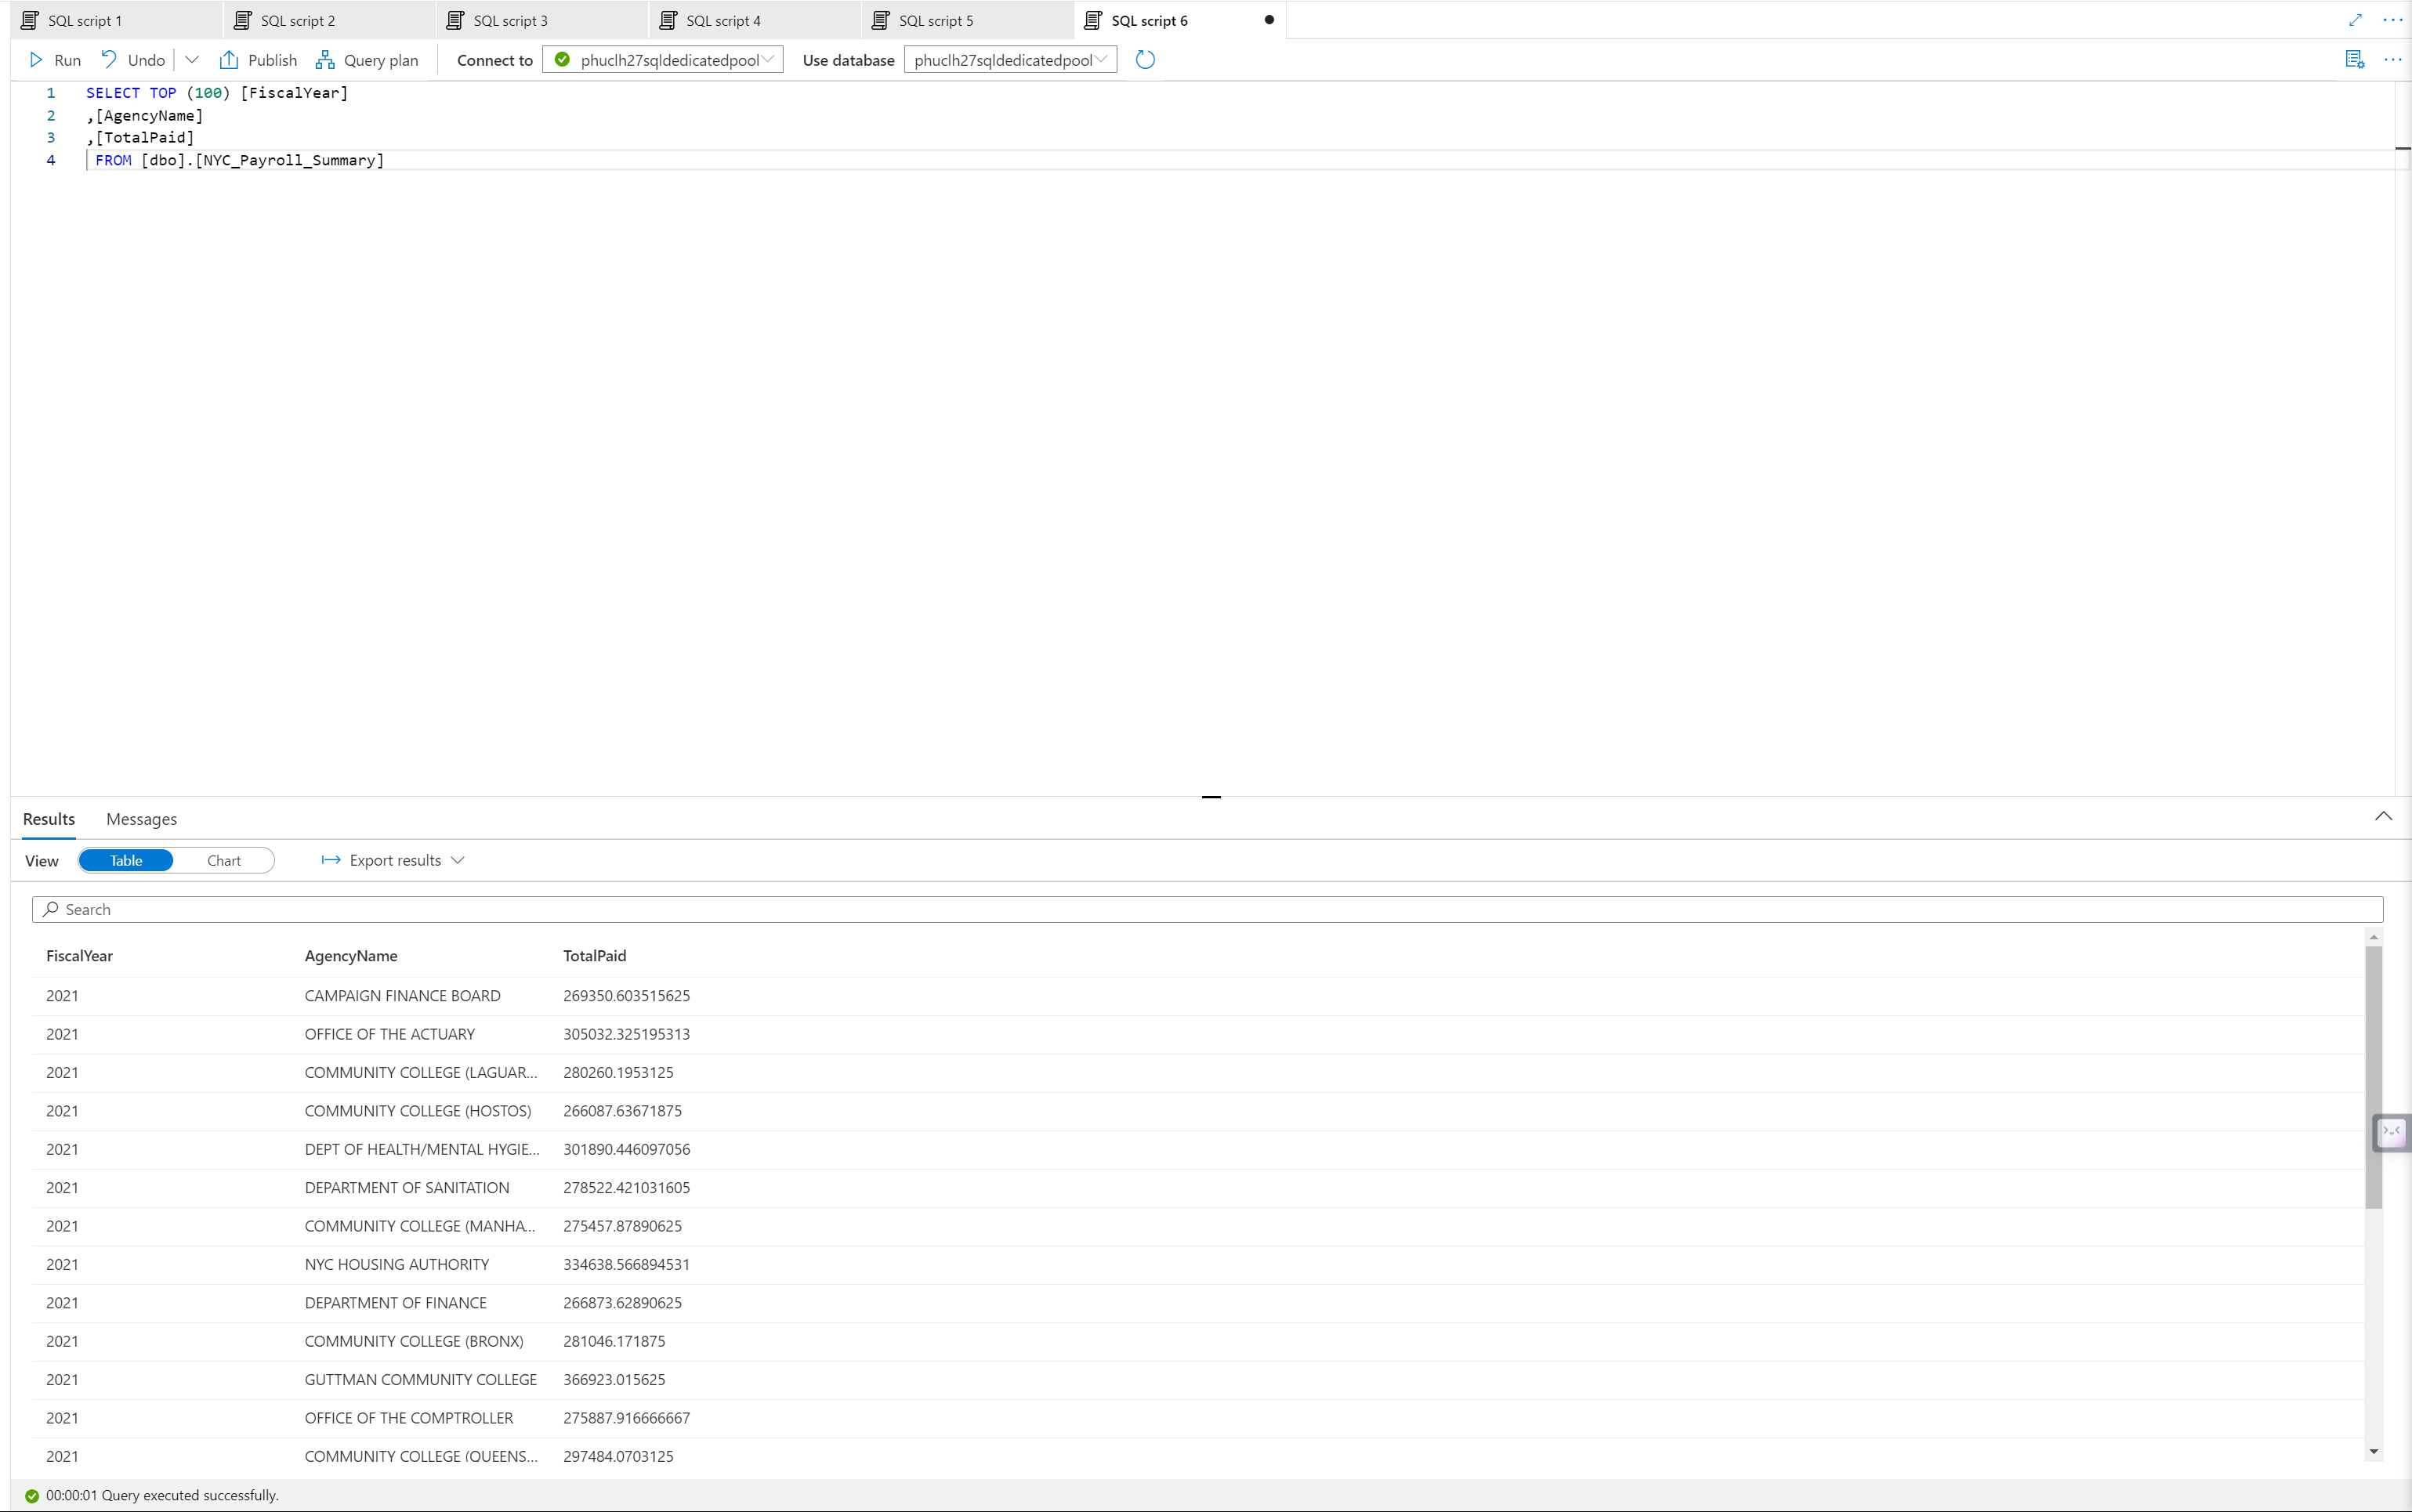 SQL script 1 SQL script 2 SQL script 3 SQL script 4 SQL script 5 SQL script 6
Run Undo Publish Query plan Connect to phuclh27sqldedicatedpool Use database phuclh27sqldedicatedpool
1 SELECT TOP (100) [FiscalYear]
2 ,[AgencyName]
3 ,[TotalPaid]
4 FROM [dbo].[NYC_Payroll_Summary]
Results Messages
View Table Chart Export results
Search
FiscalYear AgencyName TotalPaid
2021 CAMPAIGN FINANCE BOARD 269350.603515625
2021 OFFICE OF THE ACTUARY 305032.325195313
2021 COMMUNITY COLLEGE (LAGUAR... 280260.1953125
2021 COMMUNITY COLLEGE (HOSTOS) 266087.63671875
2021 DEPT OF HEALTH/MENTAL HYGIE... 301890.446097056
2021 DEPARTMENT OF SANITATION 278522.421031605
2021 COMMUNITY COLLEGE (MANHA... 275457.87890625
2021 NYC HOUSING AUTHORITY 334638.566894531
2021 DEPARTMENT OF FINANCE 266873.62890625
2021 COMMUNITY COLLEGE (BRONX) 281046.171875
2021 GUTTMAN COMMUNITY COLLEGE 366923.015625
2021 OFFICE OF THE COMPTROLLER 275887.916666667
2021 COMMUNITY COLLEGE (QUEENS... 297484.0703125
00:00:01 Query executed successfully.